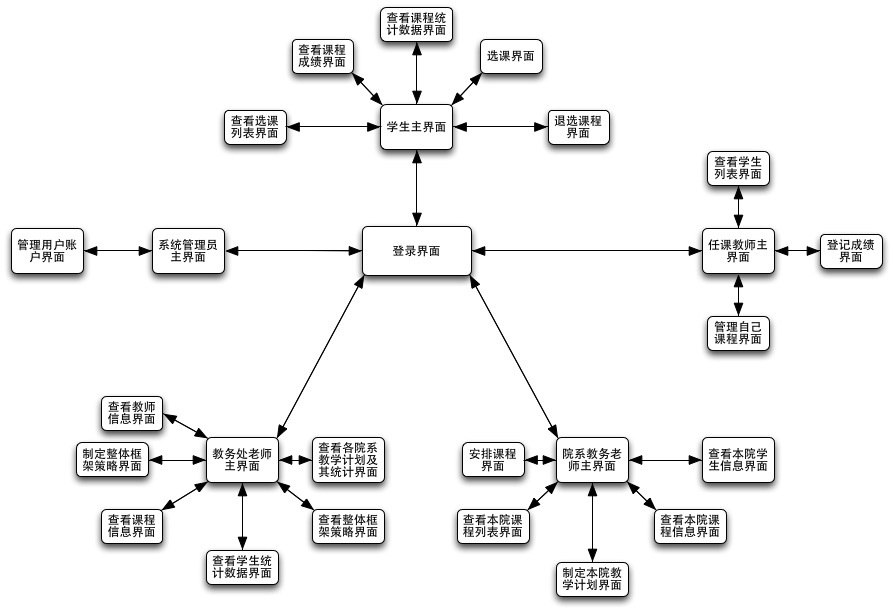 查看课程统
计数据界面
查看课程
成绩界面
选课界面
查看选课
列表界面
学生主界面
退选课程
界面
查看学生
列表界面
管理用户账
户界面
系统管理员
主界面
登录界面
任课教师主
界面
登记成绩
界面
管理自己
课程界面
查看教师
信息界面
制定整体框
架策略界面
教务处老师
主界面
查看各院系
教学计划及
其统计界面
安排课程
界面
院系教务老
师主界面
查看本院学
生信息界面
查看课程
信息界面
查看整体框
架策略界面
查看本院课
程列表界面
查看本院课
程信息界面
查看学生统
计数据界面
制定本院教
学计划界面